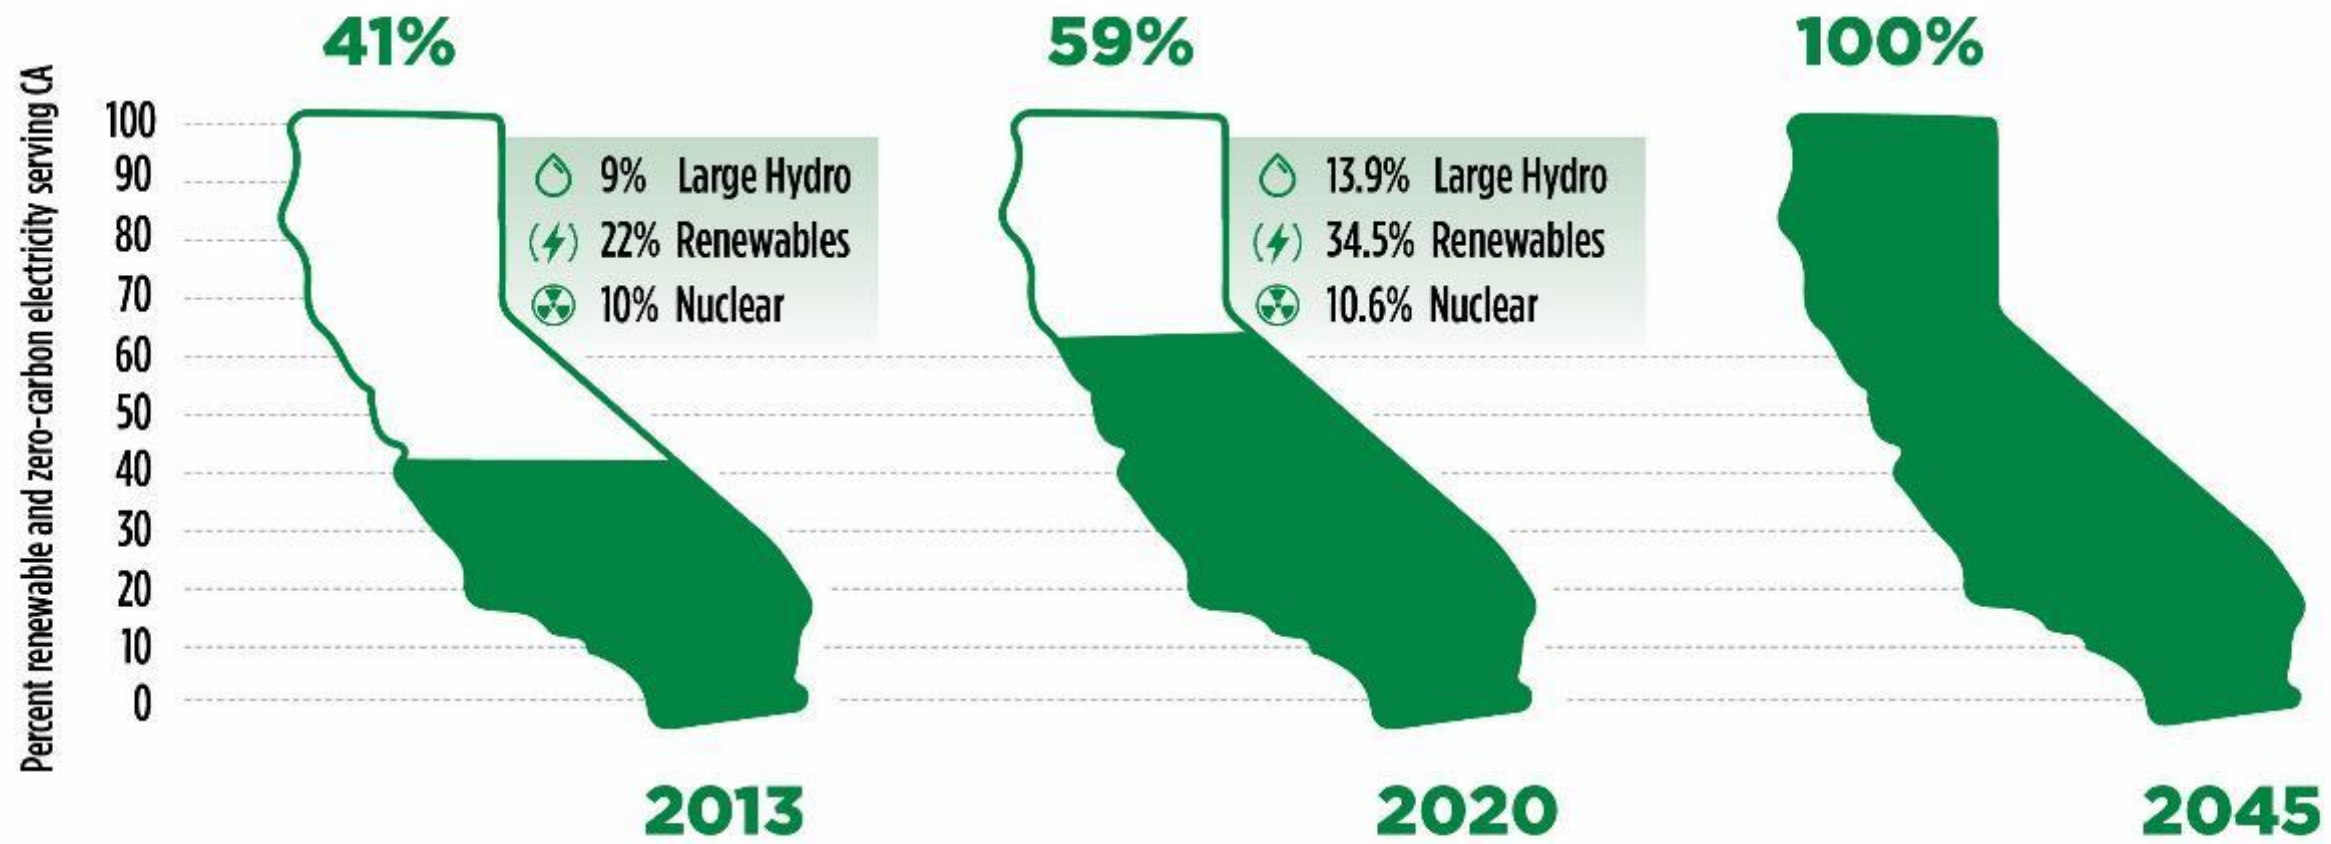 41%
59%
100%
Percent renewable and zero-carbon electricity serving CA
100
90
80
70
60
50
40
30
20
10
0
9% Large Hydro
22% Renewables
10% Nuclear
13.9% Large Hydro
34.5% Renewables
10.6% Nuclear
2013
2020
2045